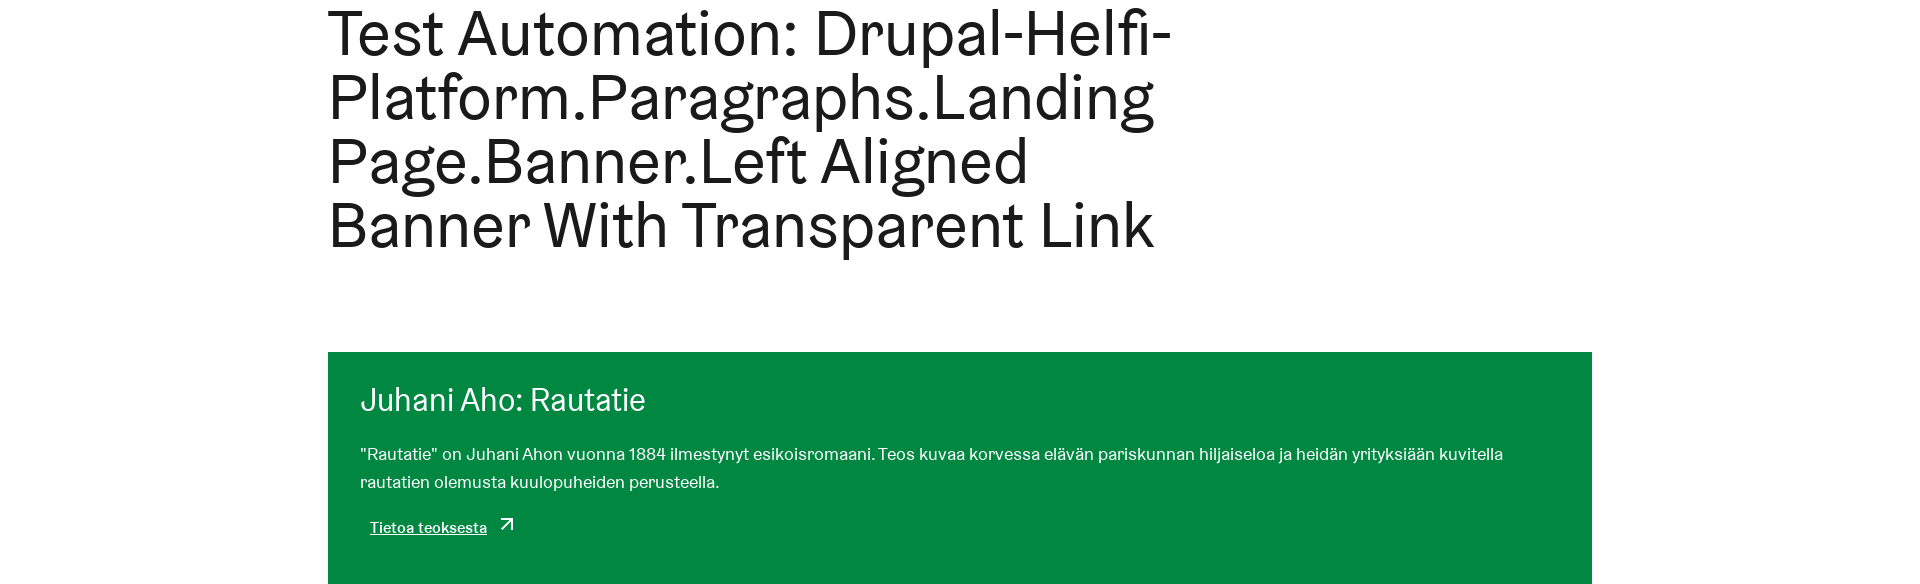 Test Automation: Drupal-Helfi-
Platform.Paragraphs.Landing
Page.Banner.Left Aligned
Banner With Transparent Link
Juhani Aho: Rautatie
"Rautatie" on Juhani Ahon vuonna 1884 ilmestynyt esikoisromaani. Teos kuvaa korvessa elävän pariskunnan hiljaiseloa ja heidän yrityksiään kuvitella
rautatien olemusta kuulopuheiden perusteella.
Tietoa teoksesta